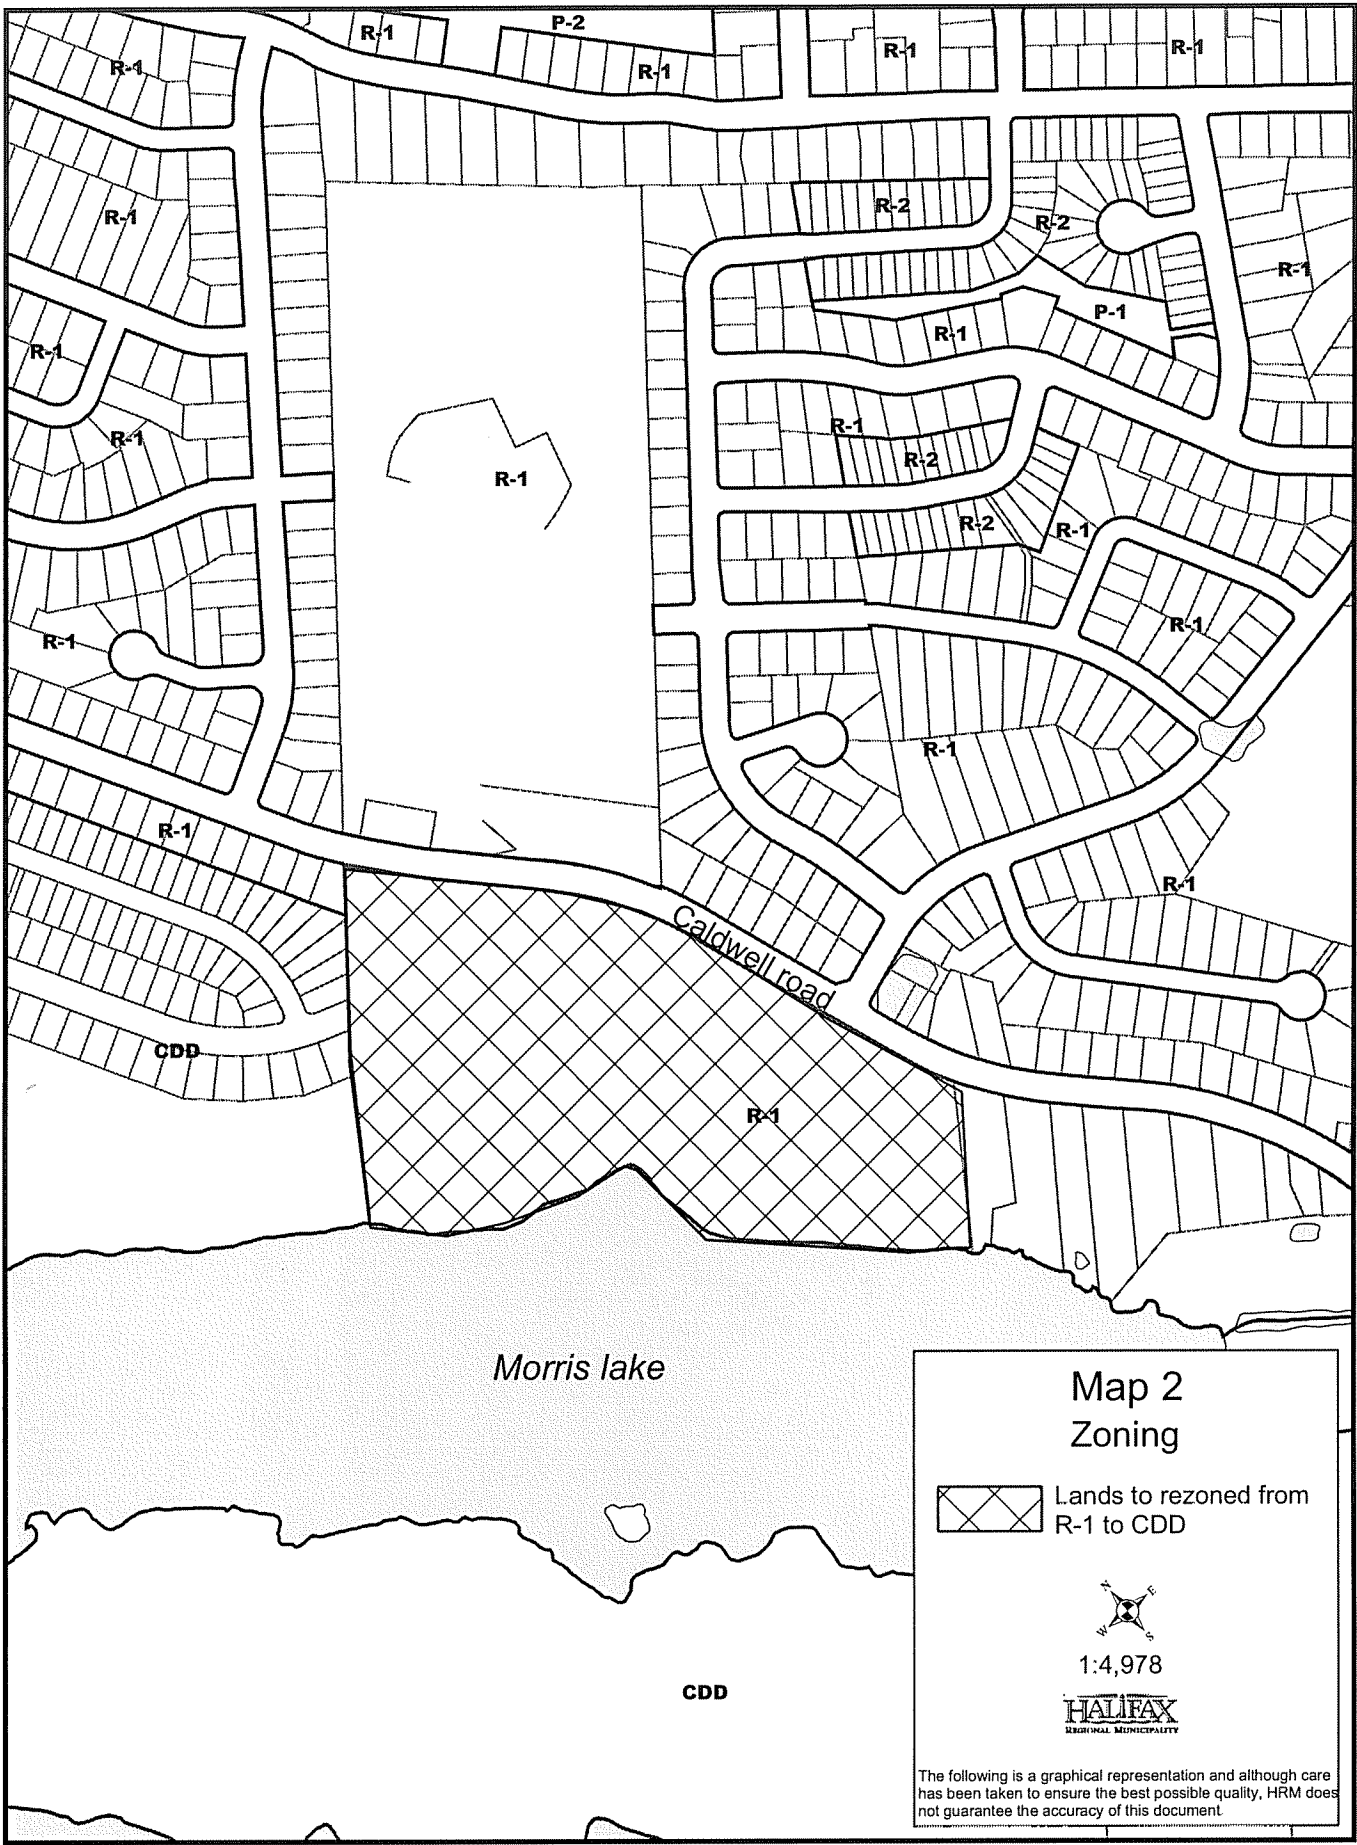 R-1
P-2
R-1
R-1
R-1
R-1
R-2
R-1
R-2
R-1
P-1
R-1
R-1
R-1
R-1
R-2
R-1
R-2
R-1
R-1
R-1
R-1
R-1
R-1
Caldwell road
CDD
R-1
Morris lake
Map 2
Zoning
Lands to rezoned from
R-1 to CDD
N
E
W
S
1:4,978
HALIFAX
REGIONAL MUNICIPALITY
CDD
The following is a graphical representation and although care
has been taken to ensure the best possible quality, HRM does
not guarantee the accuracy of this document.